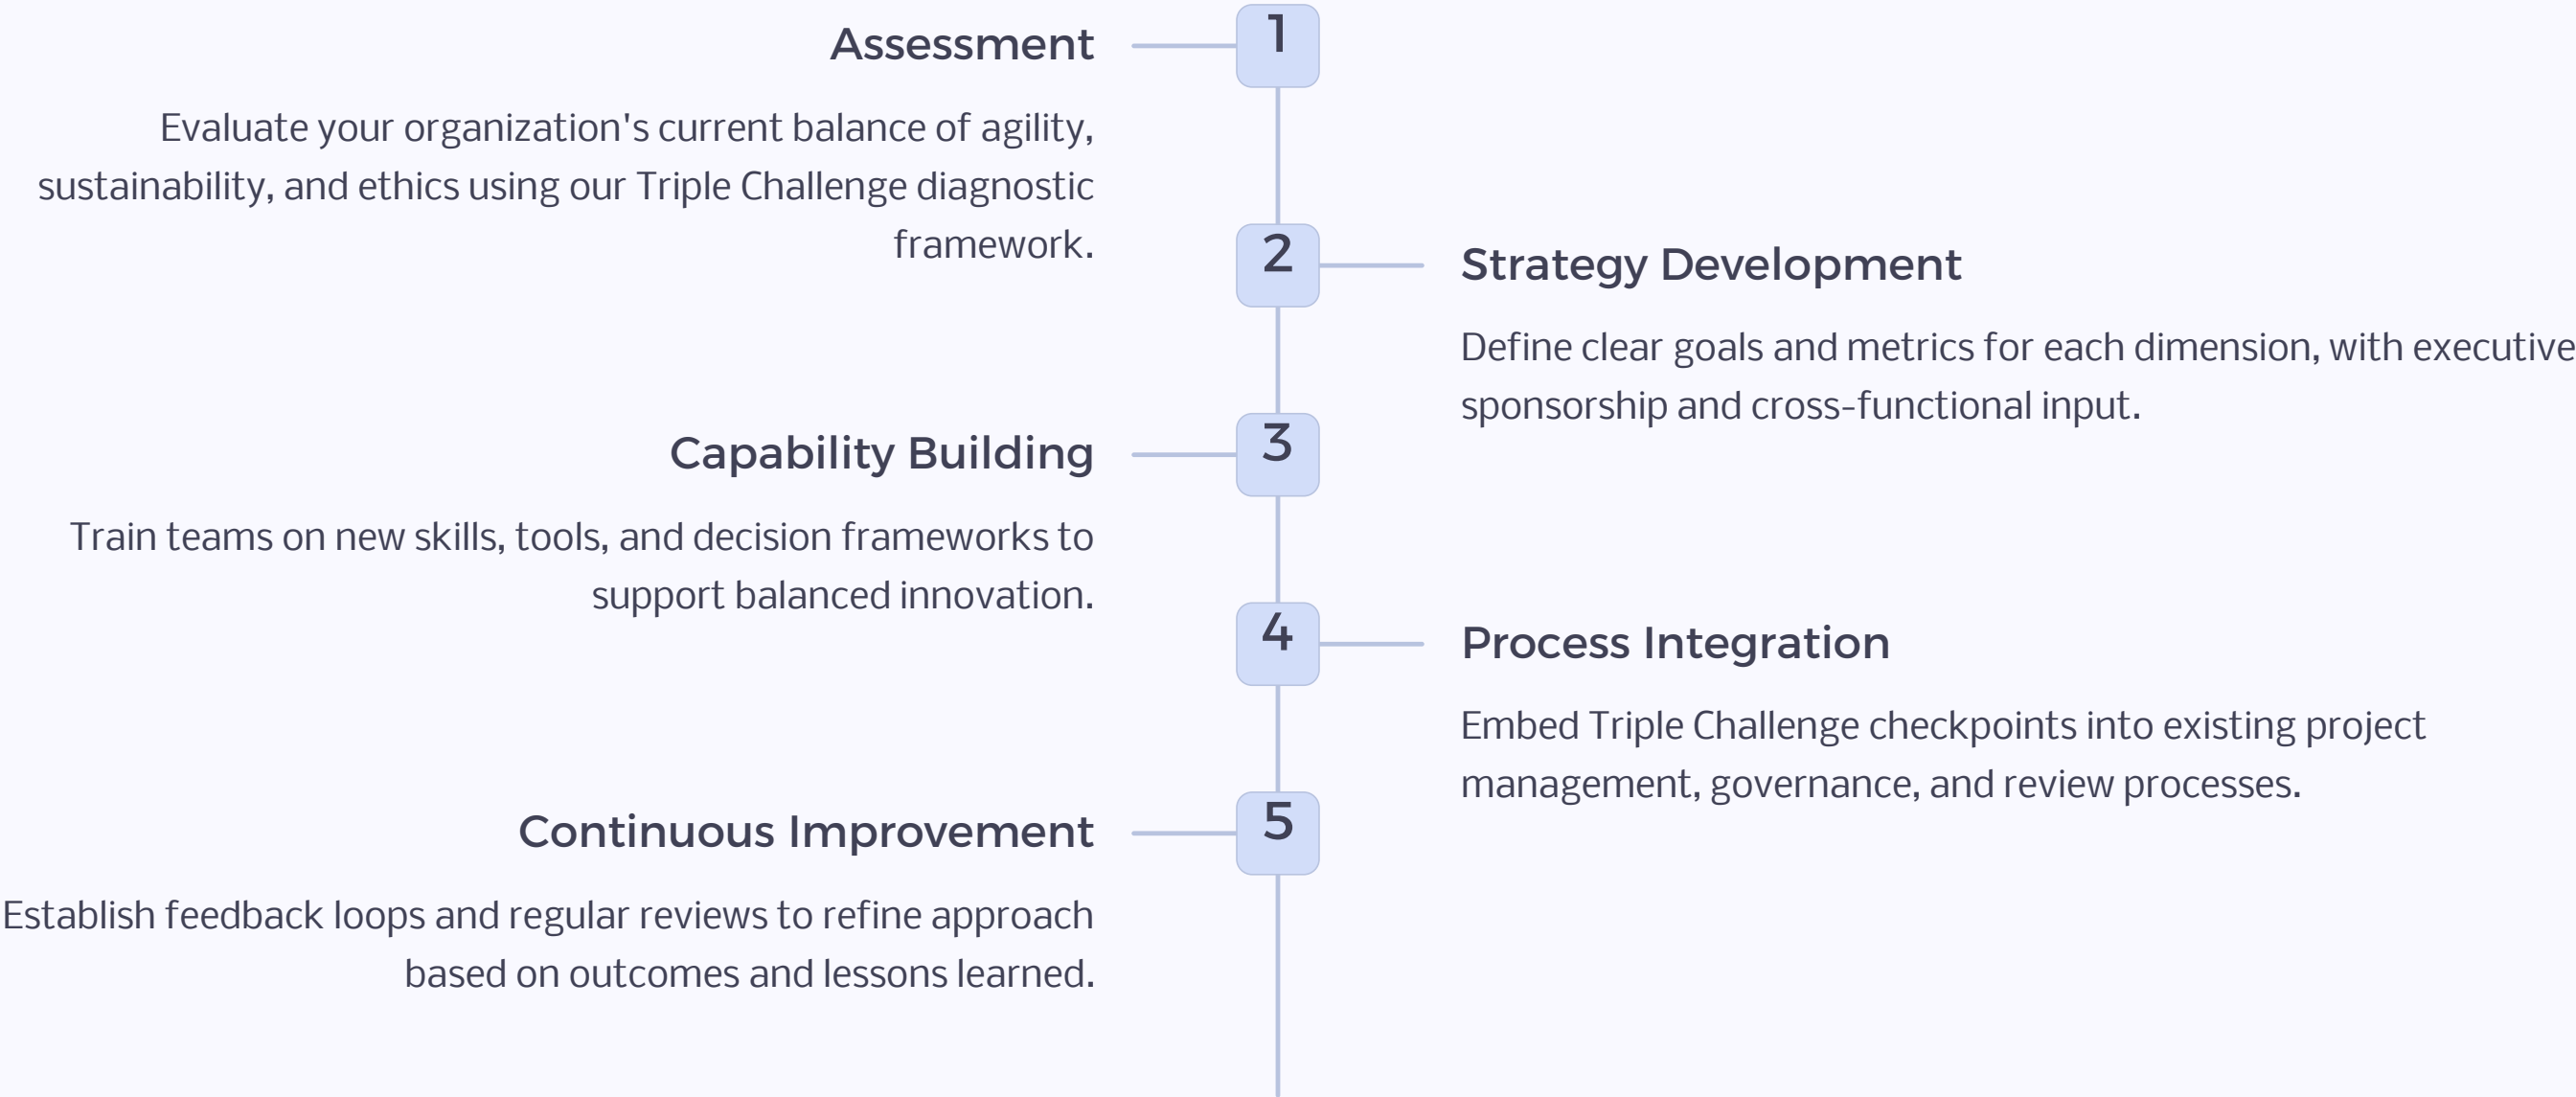 1
Assessment
Evaluate your organization's current balance of agility,
sustainability, and ethics using our Triple Challenge diagnostic
framework.
2
Strategy Development
Define clear goals and metrics for each dimension, with executive
sponsorship and cross-functional input.
3
Capability Building
Train teams on new skills, tools, and decision frameworks to
support balanced innovation.
4
Process Integration
Embed Triple Challenge checkpoints into existing project
management, governance, and review processes.
5
Continuous Improvement
Establish feedback loops and regular reviews to refine approach
based on outcomes and lessons learned.